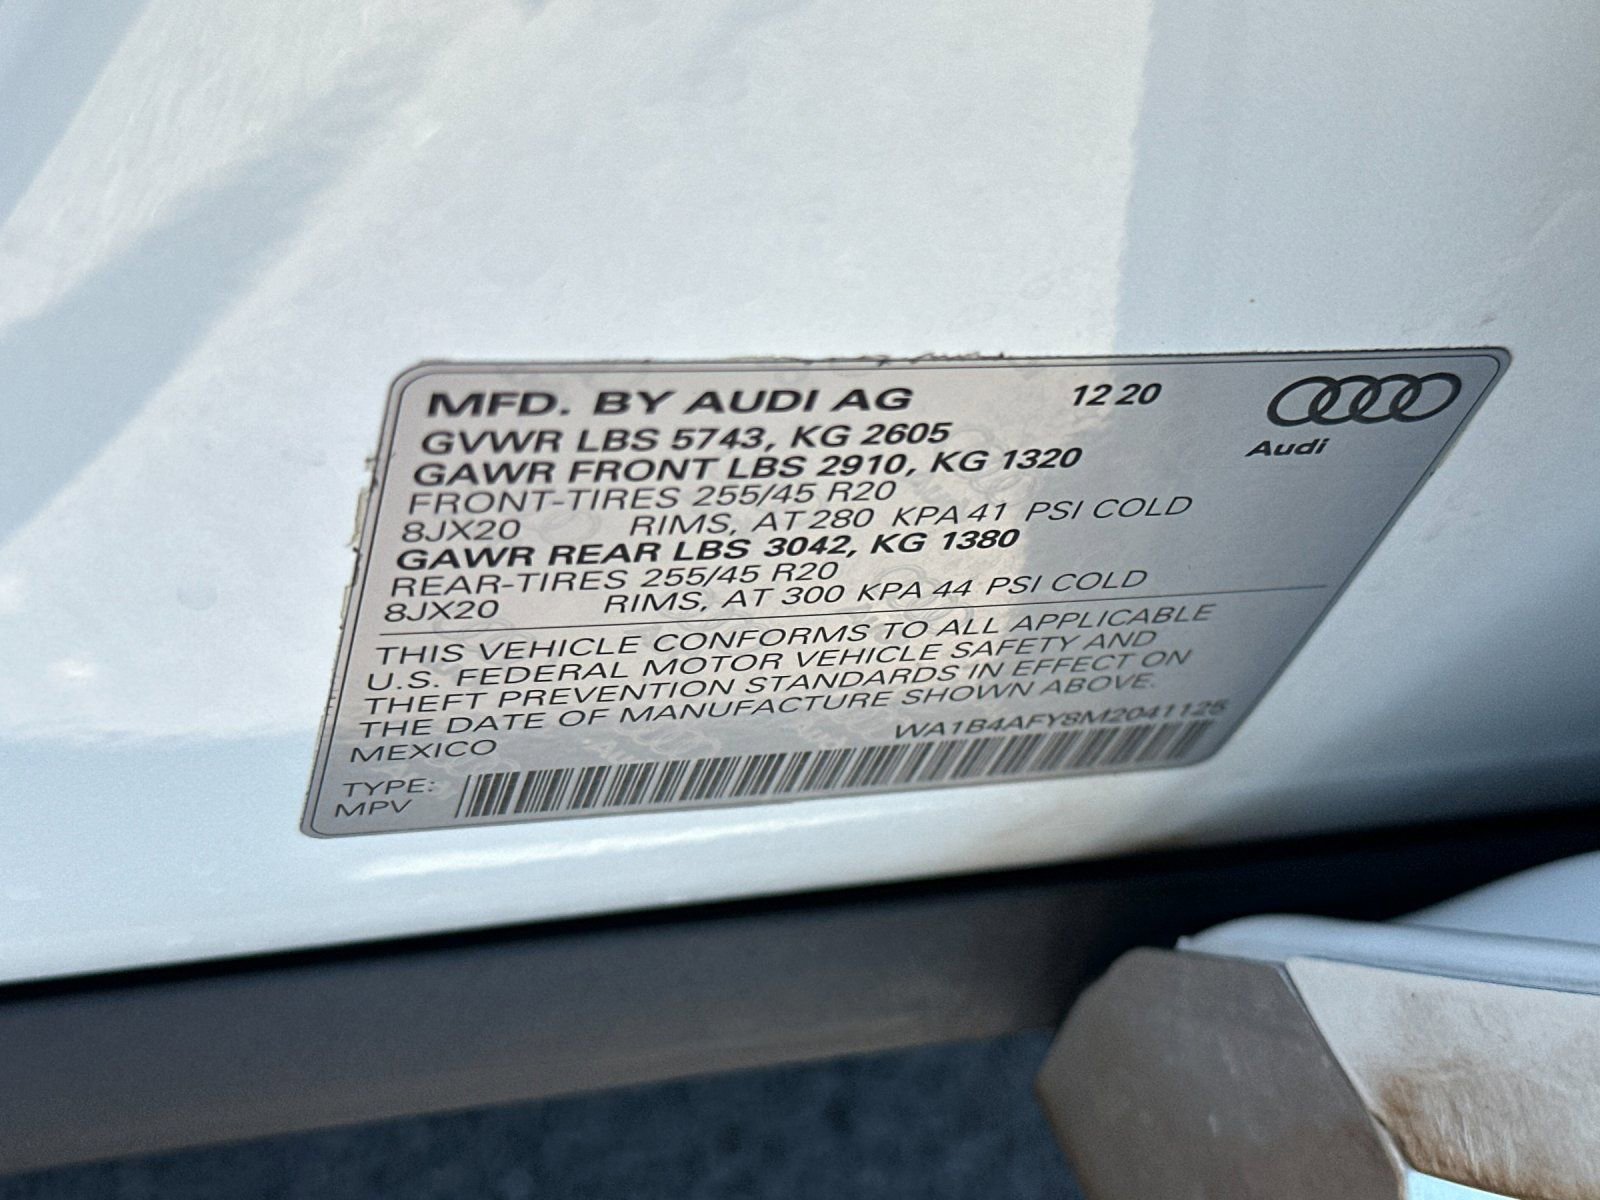 MFD. BY AUDI AG 12 20
Audi
GVWR LBS 5743, KG 2605
GAWR FRONT LBS 2910, KG 1320
FRONT-TIRES 255/45 R20
8JX20 RIMS, AT 280 KPA 41 PSI COLD
GAWR REAR LBS 3042, KG 1380
REAR-TIRES 255/45 R20
8JX20 RIMS, AT 300 KPA 44 PSI COLD
THIS VEHICLE CONFORMS TO ALL APPLICABLE
U.S. FEDERAL MOTOR VEHICLE SAFETY AND
THEFT PREVENTION STANDARDS IN EFFECT ON
THE DATE OF MANUFACTURE SHOWN ABOVE.
MEXICO WA1B4AFY8M2041125
TYPE:
MPV